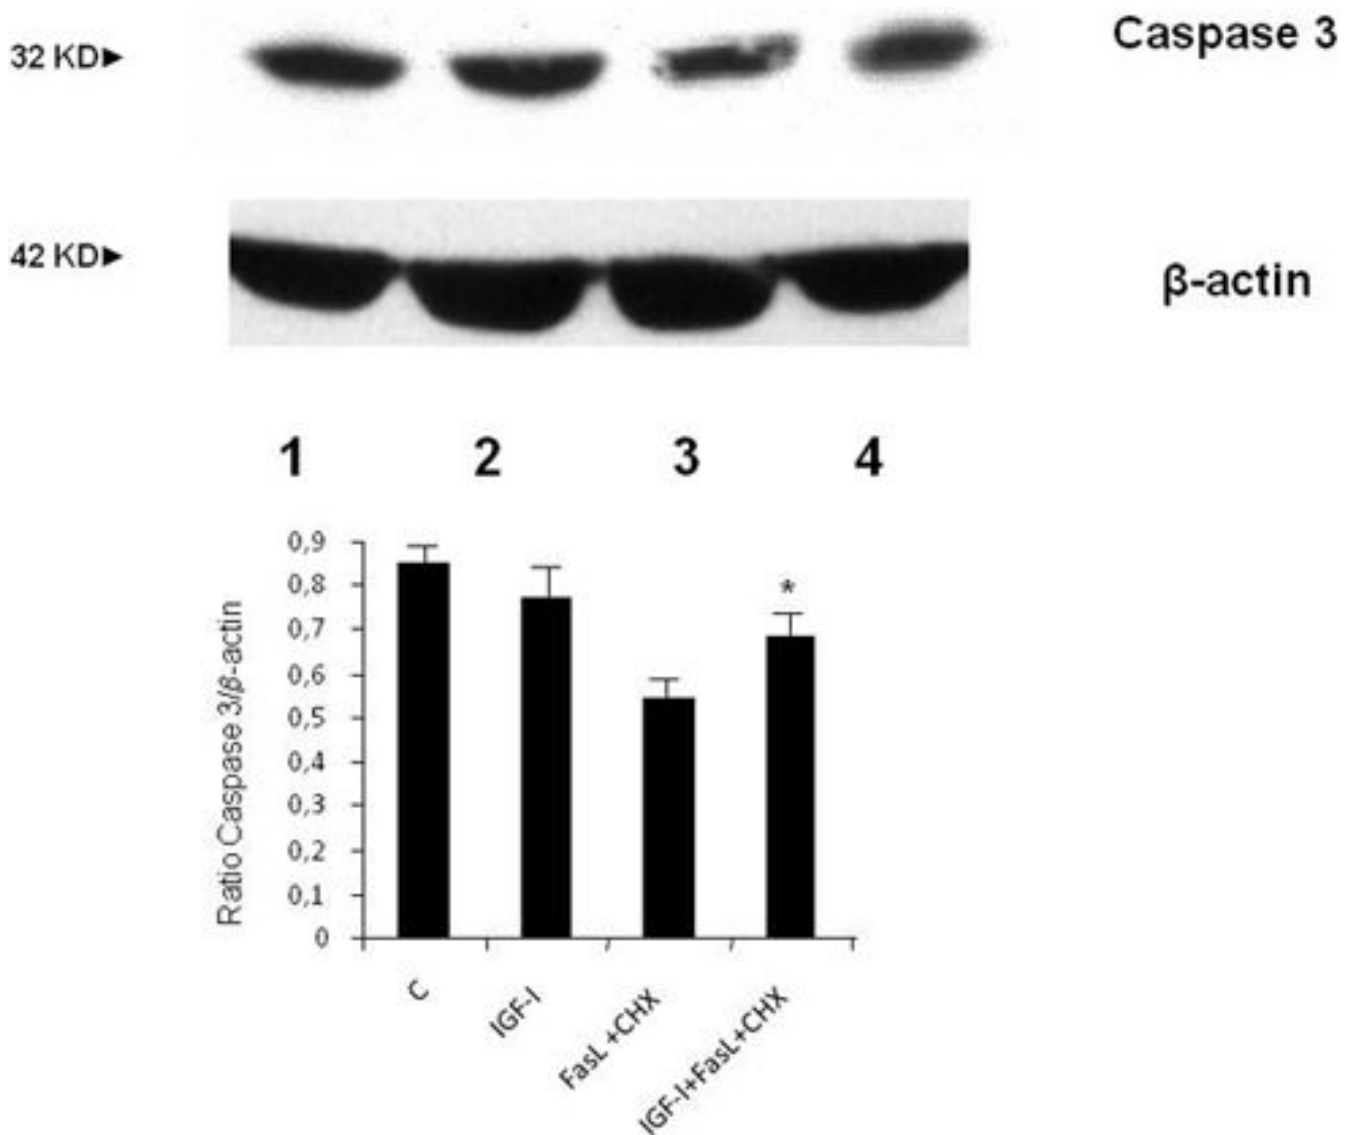 32 KD►
Caspase 3
42 KD►
β-actin
1 2 3 4
Ratio Caspase 3/β-actin
0,9
0,8
0,7
0,6
0,5
0,4
0,3
0,2
0,1
0
*
C
IGF-I
FasL+CHX
IGF-I+FasL+CHX